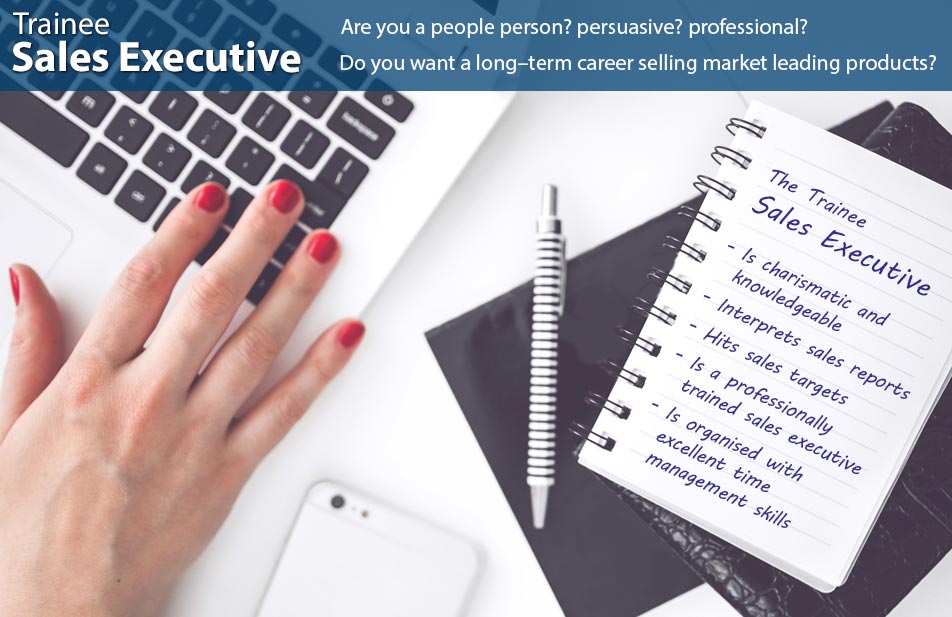 Trainee
Sales Executive
Are you a people person? persuasive? professional?
Do you want a long–term career selling market leading products?
backspace
The Trainee
Sales Executive
- Is charismatic and
knowledgeable
- Interprets sales reports
- Hits sales targets
- Is a professionally
trained sales executive
- Is organised with
excellent time
management skills